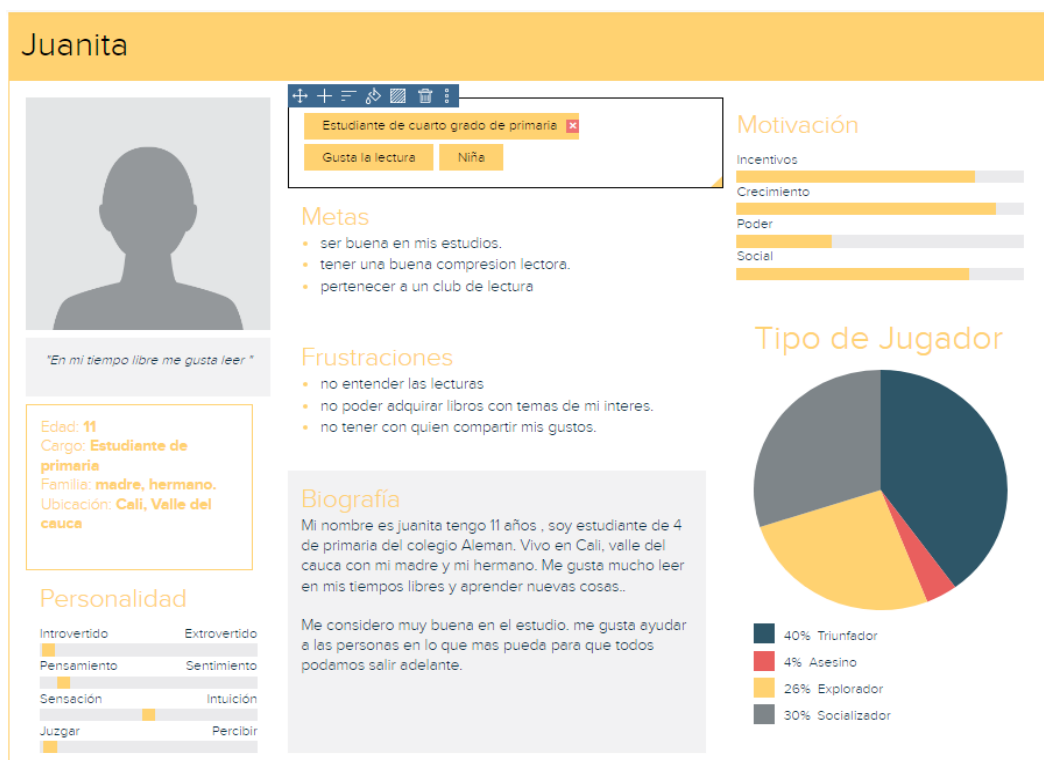 Juanita
"En mi tiempo libre me gusta leer "
Edad: 11
Cargo: Estudiante de
primaria
Familia: madre, hermano.
Ubicación: Cali, Valle del
cauca
Personalidad
Introvertido Extrovertido
Pensamiento Sentimiento
Sensación Intuición
Juzgar Percibir
Estudiante de cuarto grado de primaria
Gusta la lectura Niña
Metas
ser buena en mis estudios.
tener una buena compresion lectora.
pertenecer a un club de lectura
Frustraciones
no entender las lecturas
no poder adquirar libros con temas de mi interes.
no tener con quien compartir mis gustos.
Biografía
Mi nombre es juanita tengo 11 años , soy estudiante de 4
de primaria del colegio Aleman. Vivo en Cali, valle del
cauca con mi madre y mi hermano. Me gusta mucho leer
en mis tiempos libres y aprender nuevas cosas..
Me considero muy buena en el estudio. me gusta ayudar
a las personas en lo que mas pueda para que todos
podamos salir adelante.
Motivación
Incentivos
Crecimiento
Poder
Social
Tipo de Jugador
40% Triunfador
4% Asesino
26% Explorador
30% Socializador